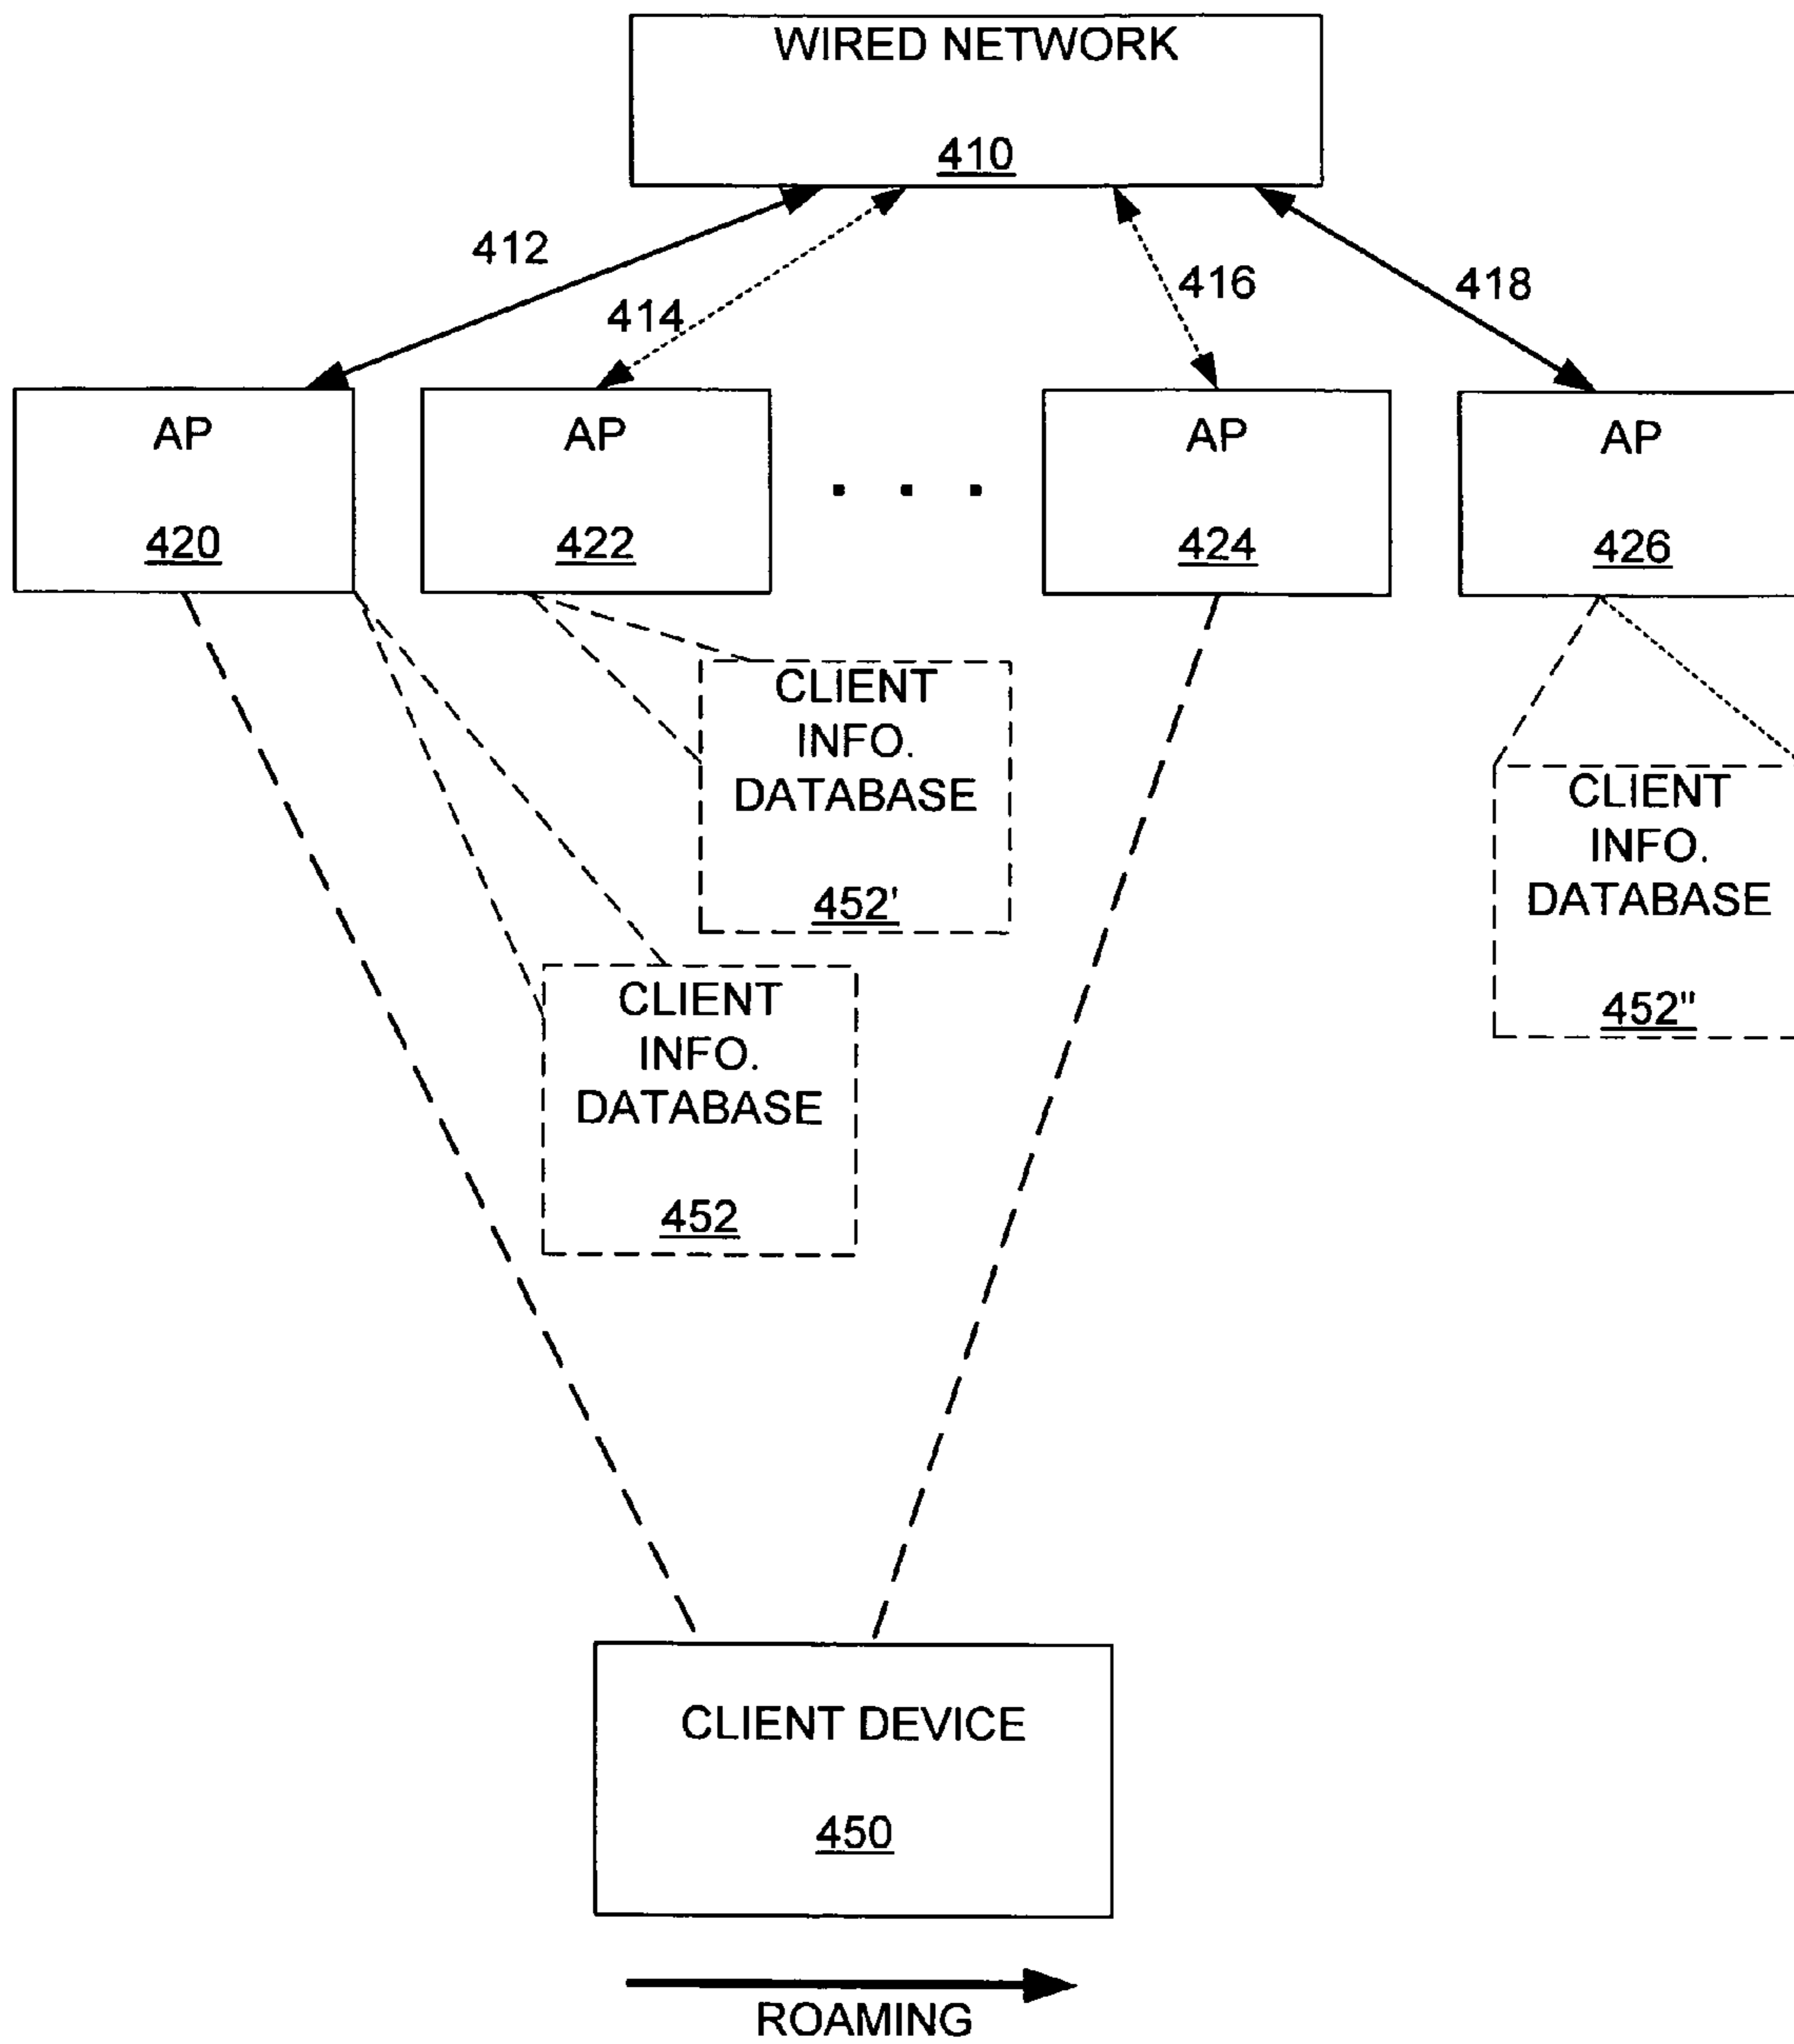 WIRED NETWORK
410
412
414
416
418
AP
420
AP
422
. . .
AP
424
AP
426
CLIENT
INFO.
DATABASE
452'
CLIENT
INFO.
DATABASE
452"
CLIENT
INFO.
DATABASE
452
CLIENT DEVICE
450
ROAMING